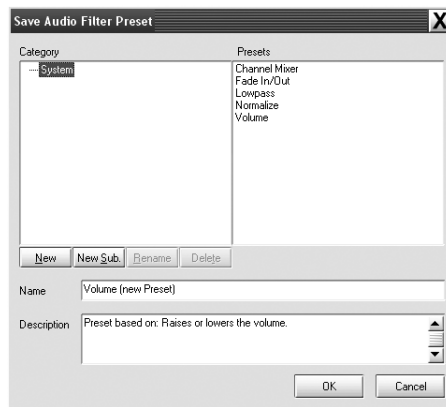 Save Audio Filter Preset X
Category Presets
System Channel Mixer
Fade In/Out
Lowpass
Normalize
Volume
New New Sub. Rename Delete
Name Volume (new Preset)
Description Preset based on: Raises or lowers the volume.
OK Cancel